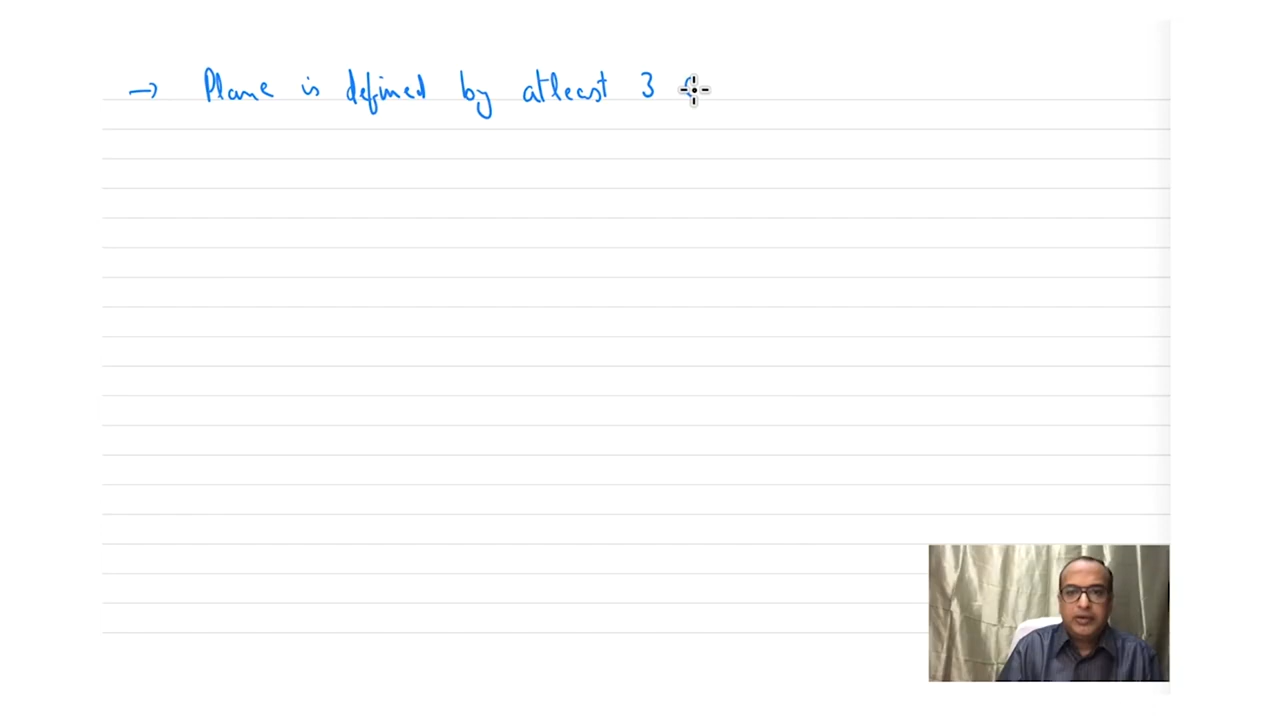 → Plane is defined by atleast 3